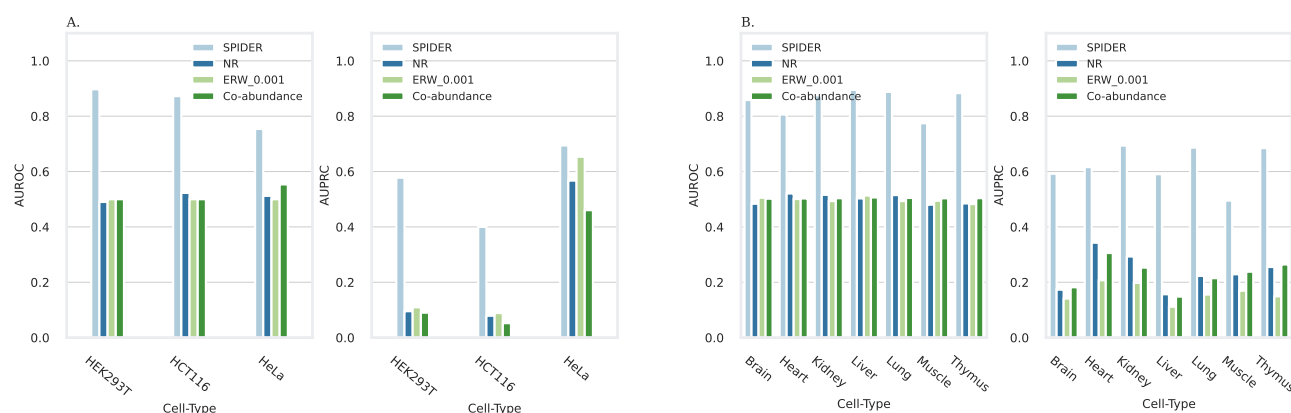 A.
AUROC
1.0
0.8
0.6
0.4
0.2
0.0
SPIDER
NR
ERW_0.001
Co-abundance
HEK293T
HCT116
HeLa
Cell-Type
AUPRC
1.0
0.8
0.6
0.4
0.2
0.0
SPIDER
NR
ERW_0.001
Co-abundance
HEK293T
HCT116
HeLa
Cell-Type
B.
AUROC
1.0
0.8
0.6
0.4
0.2
0.0
SPIDER
NR
ERW_0.001
Co-abundance
Brain
Heart
Kidney
Liver
Lung
Muscle
Thymus
Cell-Type
AUPRC
1.0
0.8
0.6
0.4
0.2
0.0
SPIDER
NR
ERW_0.001
Co-abundance
Brain
Heart
Kidney
Liver
Lung
Muscle
Thymus
Cell-Type